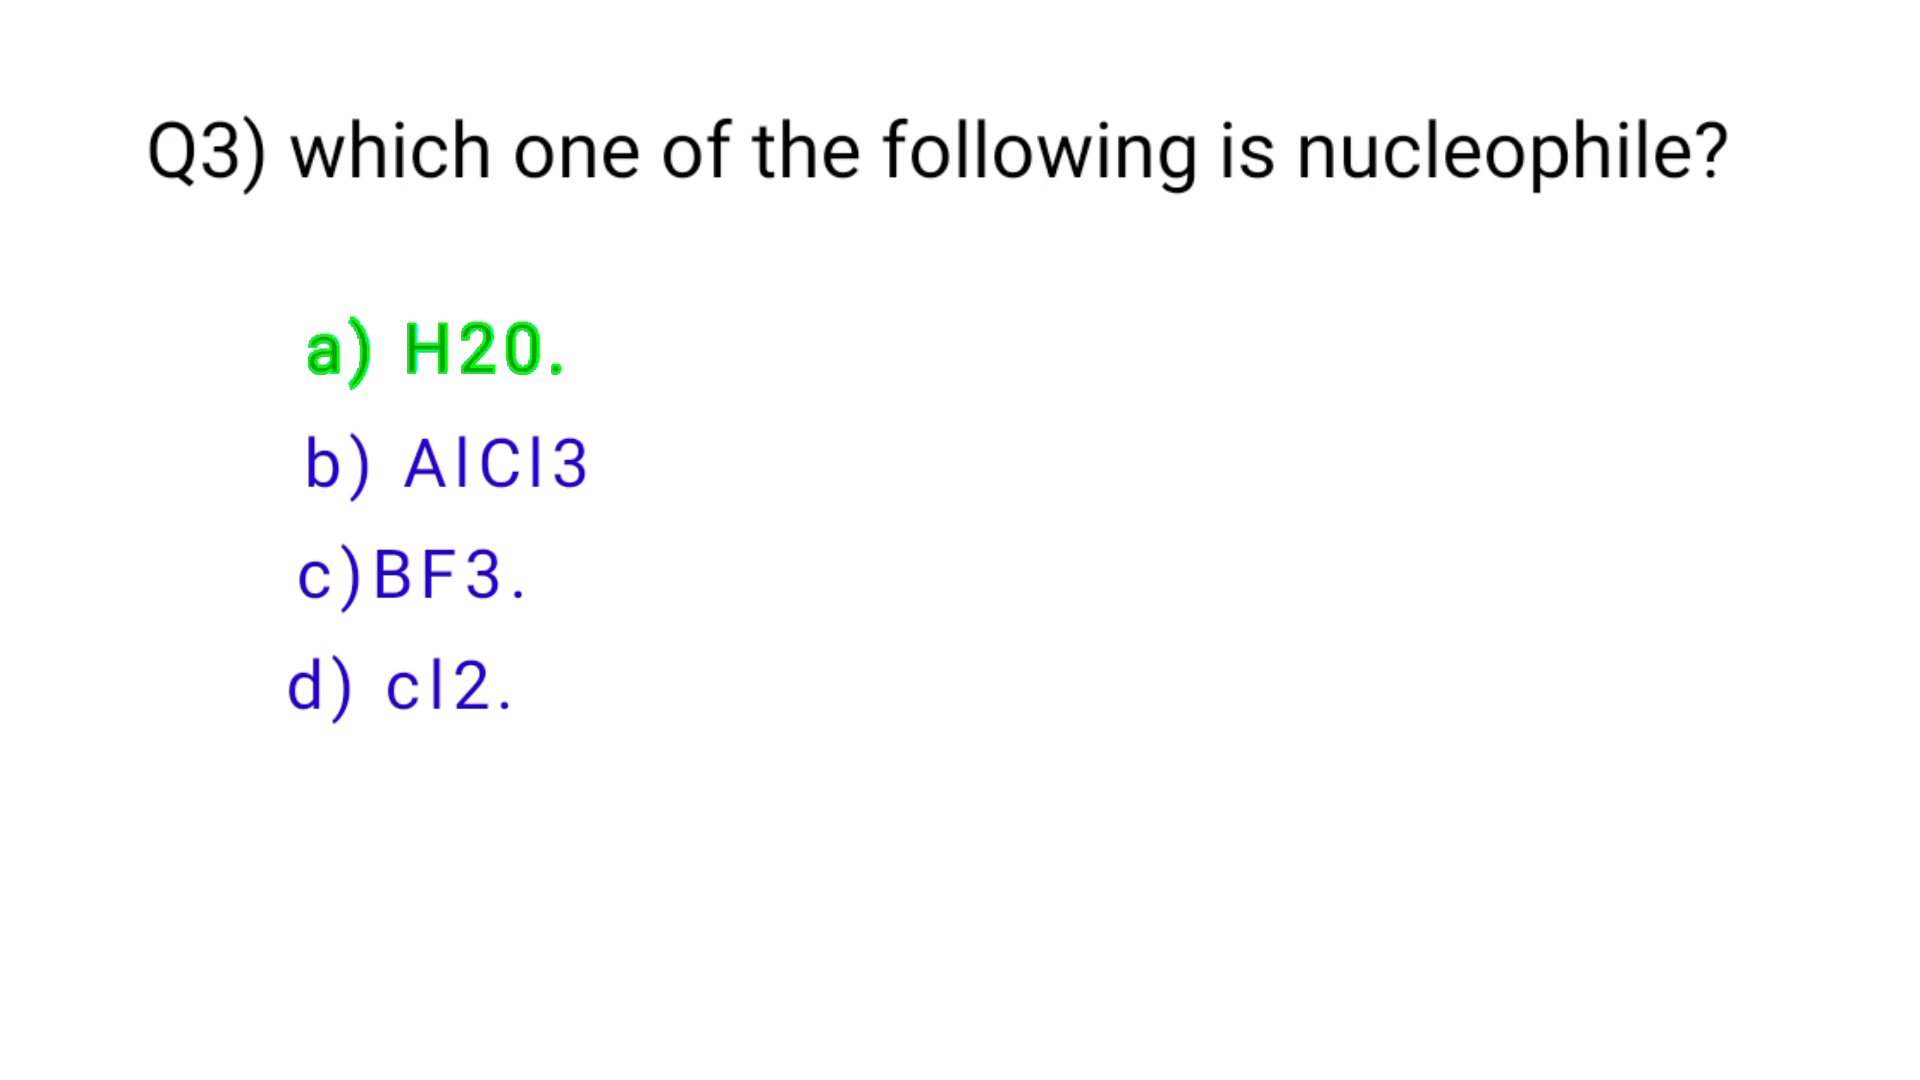 Q3) which one of the following is nucleophile?
a) H20.
b) AlCl3
c)BF3.
d) cl2.